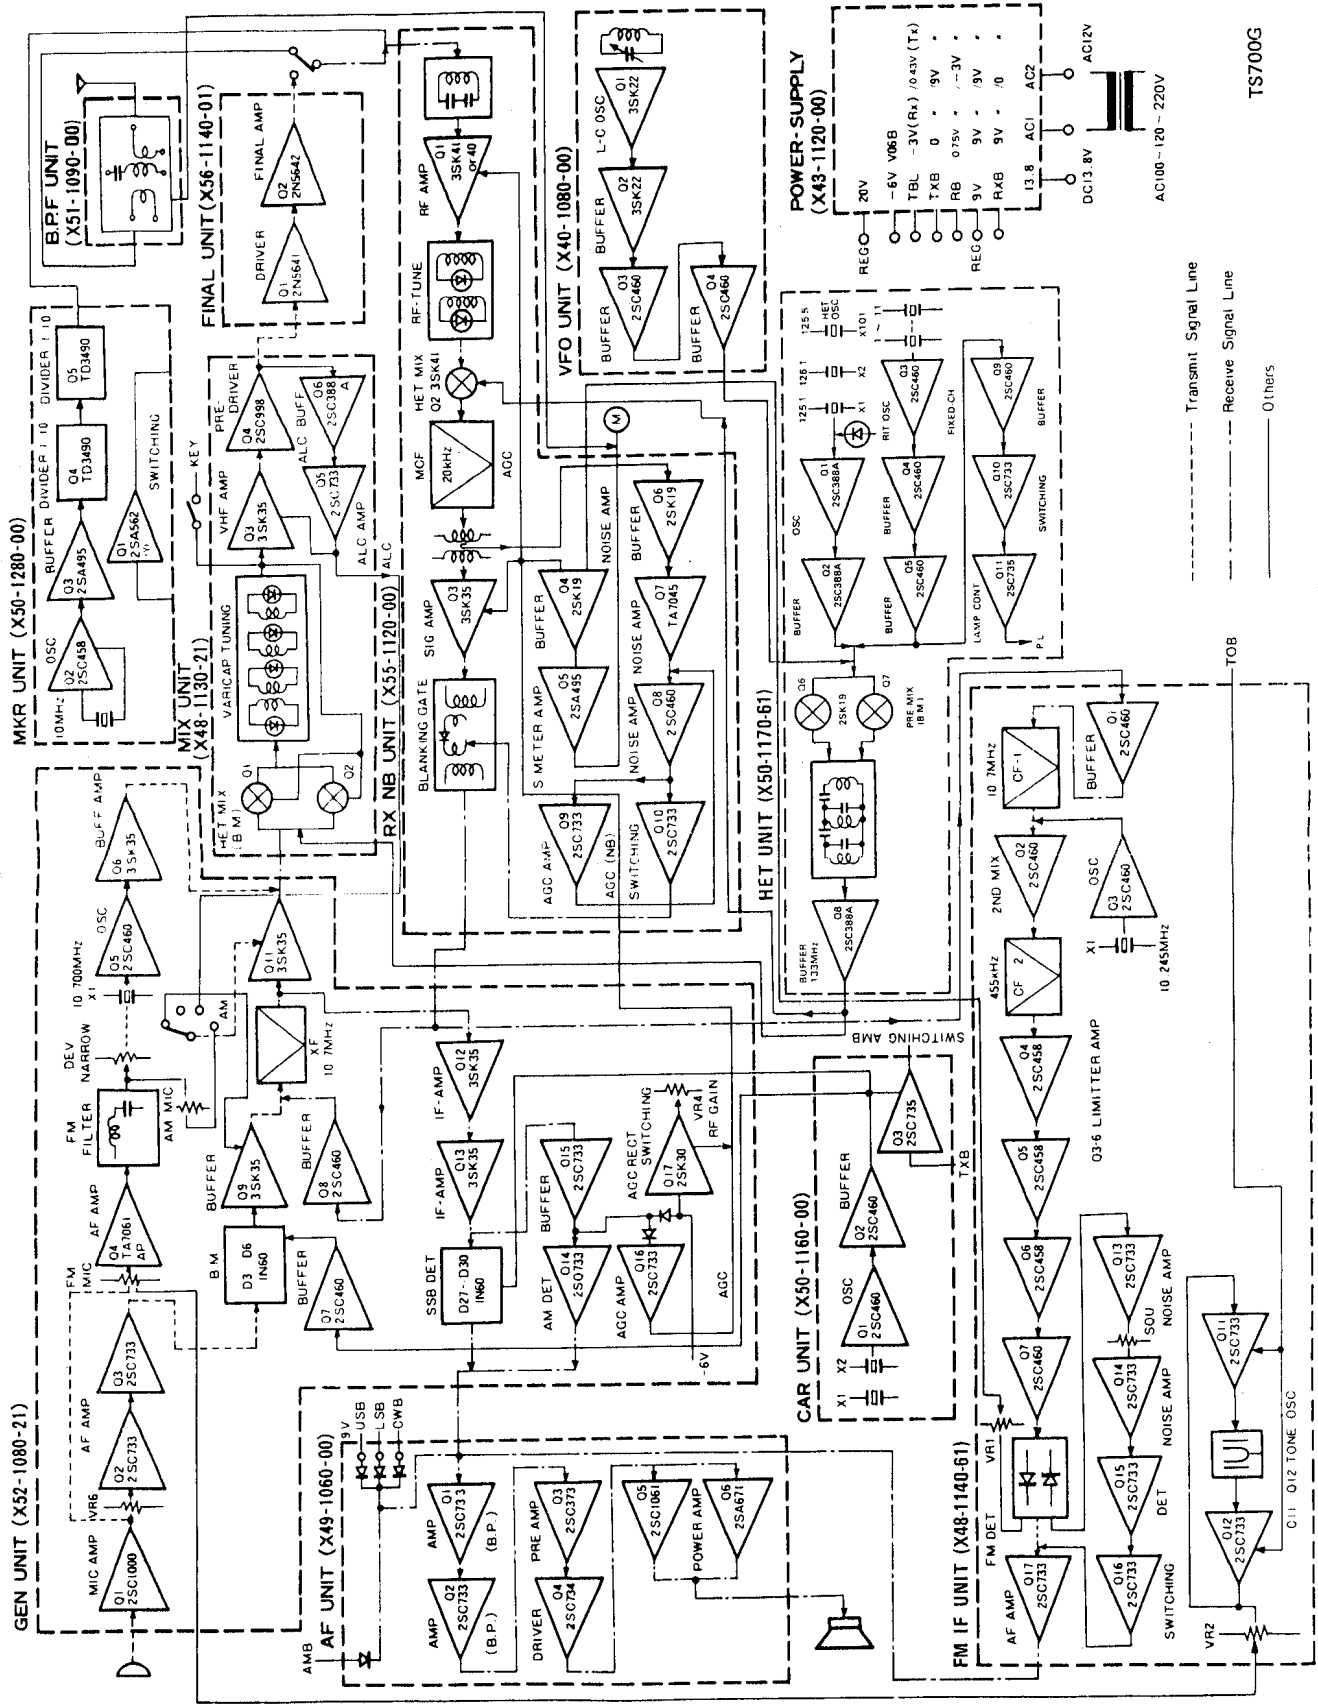 GEN UNIT (X52-1080-21)
MIC AMP
Q1
2SC1000
VR6
Q2
2SC733
AF AMP
Q3
2SC733
FM
MIC
Q4
TA7061
AP
AF AMP
FM
FILTER
DEV
NARROW
AM MIC
10.700MHz
X1
OSC
Q5
2SC460
BUFF AMP
Q6
3SK35
AM
B.M
D3 D6
IN60
BUFFER
Q9
3SK35
BUFFER
Q7
2SC460
BUFFER
Q8
2SC460
XF
10.7MHz
Q11
3SK35
IF-AMP
Q12
3SK35
IF-AMP
Q13
3SK35
SSB DET
D27~D30
IN60
BUFFER
Q15
2SC733
AM DET
Q14
2SQ733
AGC AMP
Q16
2SC733
AGC RECT
SWITCHING
Q17
2SK30
VR4
RF GAIN
AGC
-6V
MKR UNIT (X50-1280-00)
10MHz
OSC
Q2
2SC458
BUFFER
Q3
2SA495
DIVIDER 1 10
Q4
TD3490
DIVIDER 1 10
Q5
TD3490
Q1
2SA562
-Y-
SWITCHING
MIX UNIT
(X48-1130-21)
HET MIX
(B.M.)
Q1
Q2
VARICAP TUNING
VHF AMP
Q3
3SK35
PRE-
DRIVER
Q4
2SC998
ALC BUFF
Q6
2SC388
A
Q5
2SC733
ALC AMP
ALC
KEY
B.P.F UNIT
(X51-1090-00)
FINAL UNIT(X56-1140-01)
DRIVER
Q1
2N5641
FINAL AMP
Q2
2N5642
RX NB UNIT (X55-1120-00)
RF AMP
Q1
3SK41
or 40
RF-TUNE
HET MIX
Q2 3SK41
MCF
20kHz
AGC
SIG AMP
Q3
3SK35
BLANKING GATE
BUFFER
Q4
2SK19
S METER AMP
Q5
2SA495
M
NOISE AMP
Q6
2SK19
BUFFER
Q7
TA7045
NOISE AMP
Q8
2SC460
NOISE AMP
Q9
2SC733
AGC AMP
AGC (NB)
Q10
2SC733
SWITCHING
VFO UNIT (X40-1080-00)
L-C OSC
Q1
3SK22
BUFFER
Q2
3SK22
BUFFER
Q3
2SC460
BUFFER
Q4
2SC460
HET UNIT (X50-1170-61)
125.1
X1
126.1
X2
125.5
X101
~ 11
HET
OSC
RIT OSC
OSC
Q1
2SC388A
BUFFER
Q2
2SC388A
Q3
2SC460
FIXED.CH
BUFFER
Q4
2SC460
BUFFER
Q5
2SC460
Q9
2SC460
BUFFER
Q10
2SC733
SWITCHING
Q11
2SC735
LAMP CONT
P.L
Q6
2SK19
Q7
PRE MIX
(B.M.)
BUFFER
133MHz
Q8
2SC388A
POWER-SUPPLY
(X43-1120-00)
REG 20V
-6V V06B
TBL -3V(Rx)/0.43V(Tx)
TXB 0 " /9V "
RB 0.75V " /-3V "
REG 9V 9V " /9V "
RxB 9V " /0 "
13.8 AC1 AC2
DC13.8V
AC12V
AC100~120~220V
TS700G
Transmit Signal Line
Receive Signal Line
Others
CAR UNIT (X50-1160-00)
X1
X2
OSC
Q1
2SC460
BUFFER
Q2
2SC460
Q3
2SC735
SWITCHING AMB
TXB
AF UNIT (X49-1060-00)
AMB
9V
USB
LSB
CWB
AMP
Q1
2SC733
(B.P.)
AMP
Q2
2SC733
(B.P.)
PRE AMP
Q3
2SC373
DRIVER
Q4
2SC734
Q5
2SC1061
POWER AMP
Q6
2SA671
FM IF UNIT (X48-1140-61)
BUFFER
Q1
2SC460
10.7MHz
CF-1
2ND MIX
Q2
2SC460
OSC
Q3
2SC460
X1
10.245MHz
455kHz
CF 2
Q4
2SC458
Q3-6 LIMITTER AMP
Q5
2SC458
Q6
2SC458
Q7
2SC460
VR1
FM DET
AF AMP
Q17
2SC733
Q13
2SC733
NOISE AMP
SQU
Q14
2SC733
NOISE AMP
Q15
2SC733
DET
Q16
2SC733
SWITCHING
Q11
2SC733
Q12
2SC733
Q11 Q12 TONE OSC
VR2
TOB